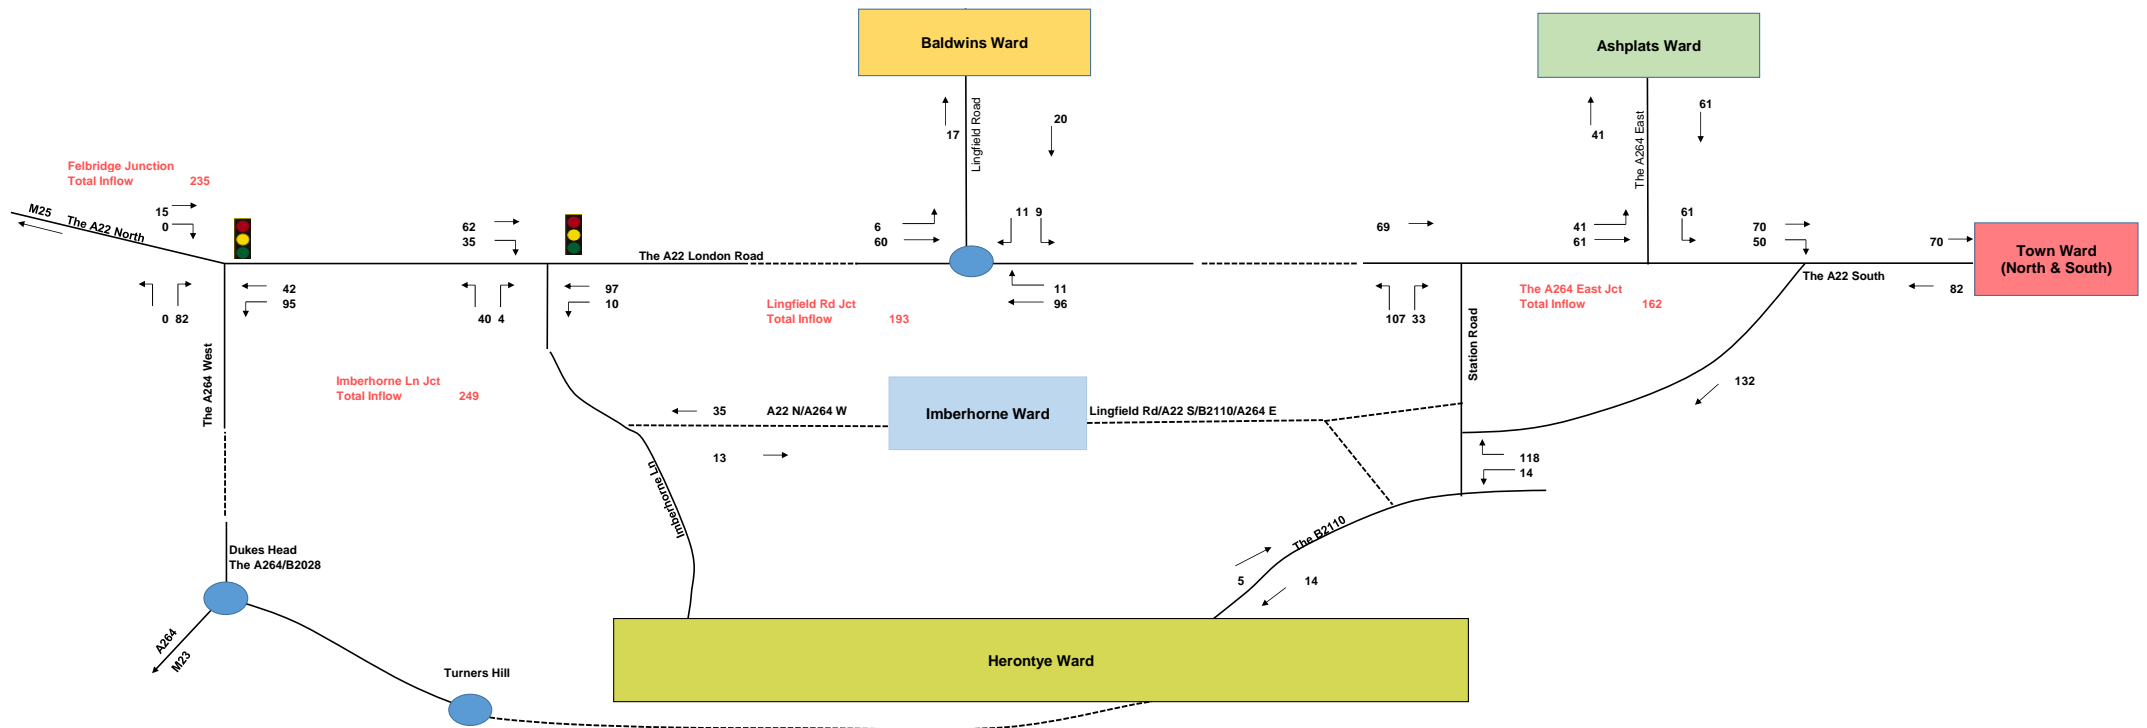 Baldwins Ward
Ashplats Ward
Lingfield Road
17
20
The A264 East
41
61
Felbridge Junction
Total Inflow 235
M25
The A22 North
15
0
62
35
6
60
11 9
69
41
61
61
70
50
70
Town Ward
(North & South)
The A22 London Road
The A22 South
0 82
42
95
40 4
97
10
Lingfield Rd Jct
Total Inflow 193
11
96
107 33
The A264 East Jct
Total Inflow 162
82
The A264 West
Station Road
Imberhorne Ln Jct
Total Inflow 249
132
35
A22 N/A264 W
Imberhorne Ward
Lingfield Rd/A22 S/B2110/A264 E
13
Imberhorne Ln
118
14
The B2110
Dukes Head
The A264/B2028
5
14
A264
M23
Turners Hill
Herontye Ward